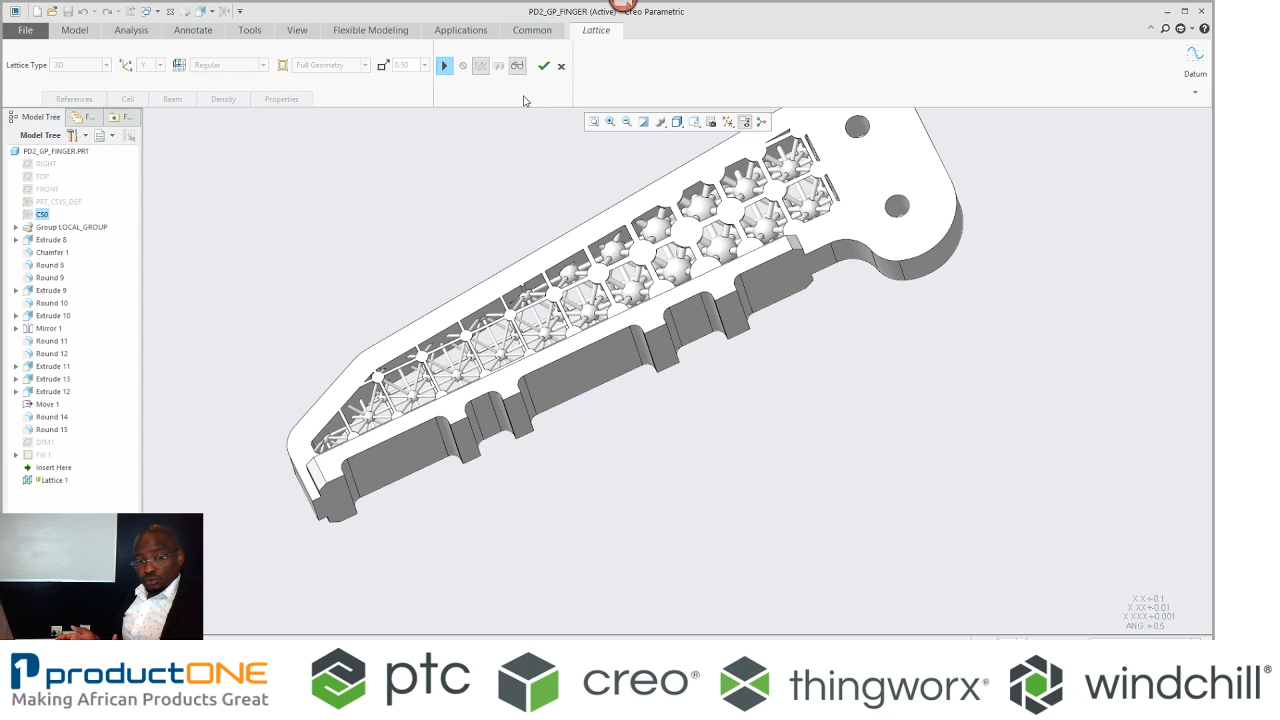 PD2_GP_FINGER (Active) - Creo Parametric
File Model Analysis Annotate Tools View Flexible Modeling Applications Common Lattice
Lattice Type 3D Y Regular Full Geometry 0.50
Datum
References Cell Beam Density Properties
Model Tree F... F...
Model Tree
PD2_GP_FINGER.PRT
RIGHT
TOP
FRONT
PRT_CSYS_DEF
CS0
Group LOCAL_GROUP
Extrude 8
Chamfer 1
Round 8
Round 9
Extrude 9
Round 10
Extrude 10
Mirror 1
Round 11
Round 12
Extrude 11
Extrude 13
Extrude 12
Move 1
Round 14
Round 15
DTM1
Fill 1
Insert Here
Lattice 1
X.X+-0.1
X.XX+-0.01
X.XXX+-0.001
ANG.+-0.5
productONE
Making African Products Great
ptc
creo®
thingworx®
windchill®